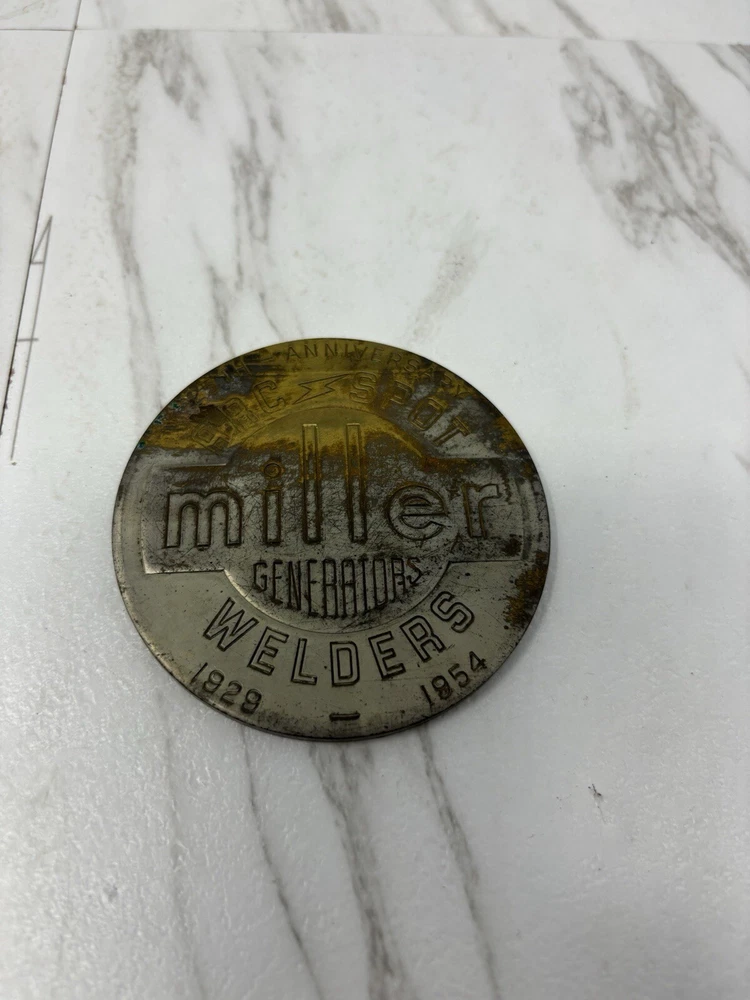 ANNIVERSARY
ARC SPOT
miller
GENERATORS
WELDERS
1929 — 1954